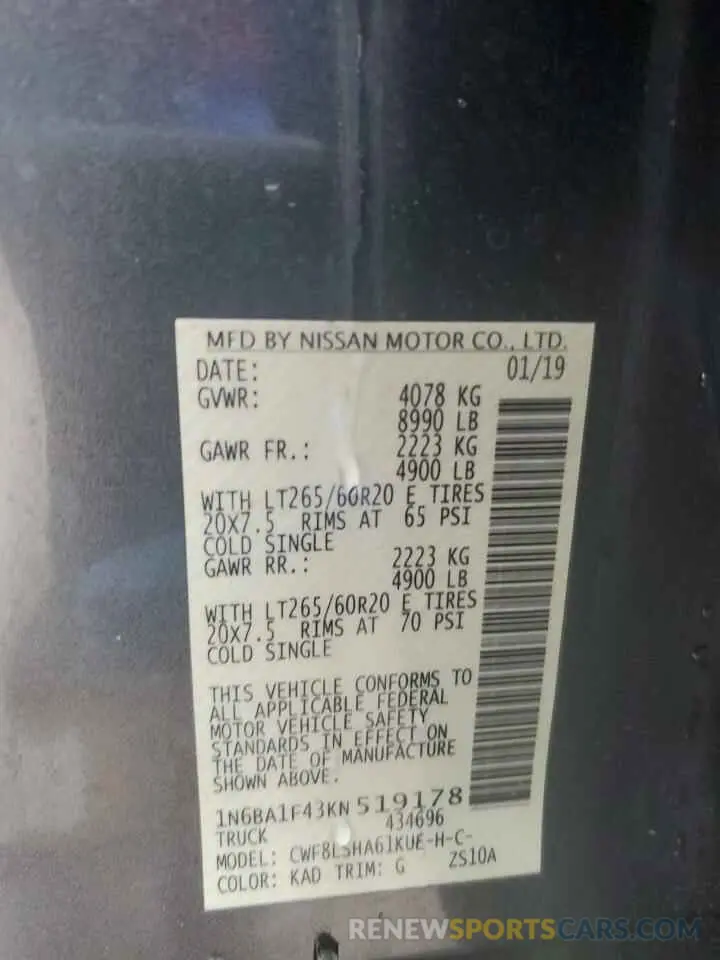 MFD BY NISSAN MOTOR CO., LTD.
DATE: 01/19
GVWR: 4078 KG
8990 LB
GAWR FR.: 2223 KG
4900 LB
WITH LT265/60R20 E TIRES
20X7.5 RIMS AT 65 PSI
COLD SINGLE
GAWR RR.: 2223 KG
4900 LB
WITH LT265/60R20 E TIRES
20X7.5 RIMS AT 70 PSI
COLD SINGLE
THIS VEHICLE CONFORMS TO
ALL APPLICABLE FEDERAL
MOTOR VEHICLE SAFETY
STANDARDS IN EFFECT ON
THE DATE OF MANUFACTURE
SHOWN ABOVE.
1N6BA1F43KN519178
TRUCK 434696
MODEL: CWF8LSHA61KUE-H-C-
COLOR: KAD TRIM: G ZS10A
RENEWSPORTSCARS.COM